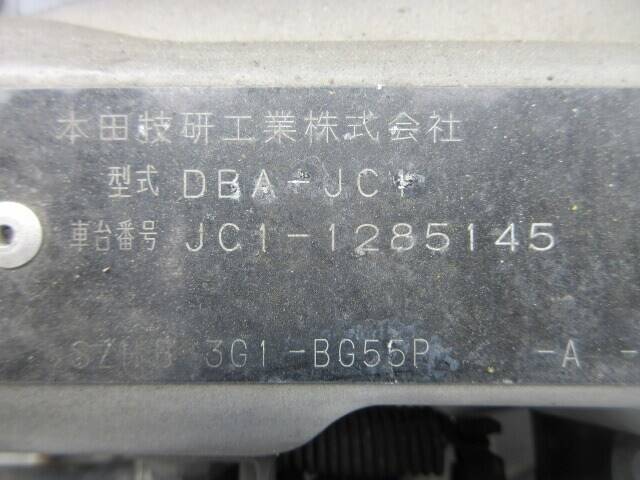 本田技研工業株式会社
型式 DBA-JC1
車台番号 JC1-1285145
3G1-BG55P -A -